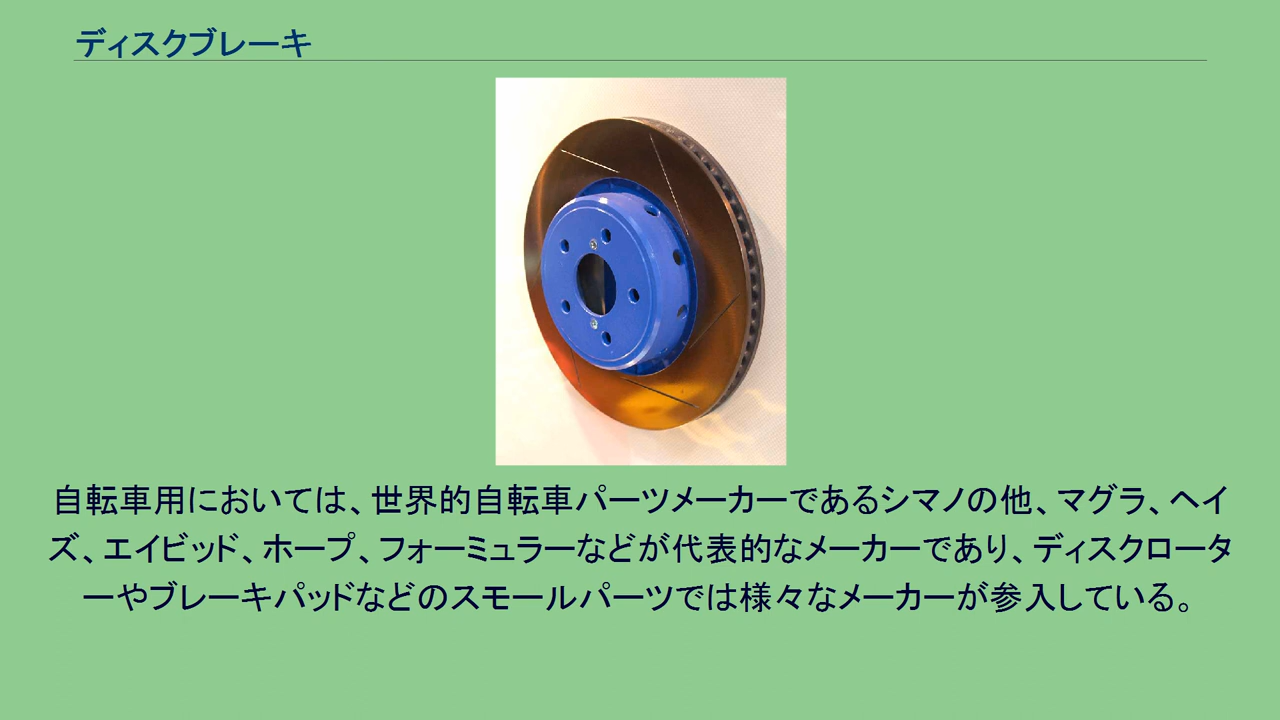 ディスクブレーキ
自転車用においては、世界的自転車パーツメーカーであるシマノの他、マグラ、ヘイ
ズ、エイビッド、ホープ、フォーミュラーなどが代表的なメーカーであり、ディスクロータ
ーやブレーキパッドなどのスモールパーツでは様々なメーカーが参入している。